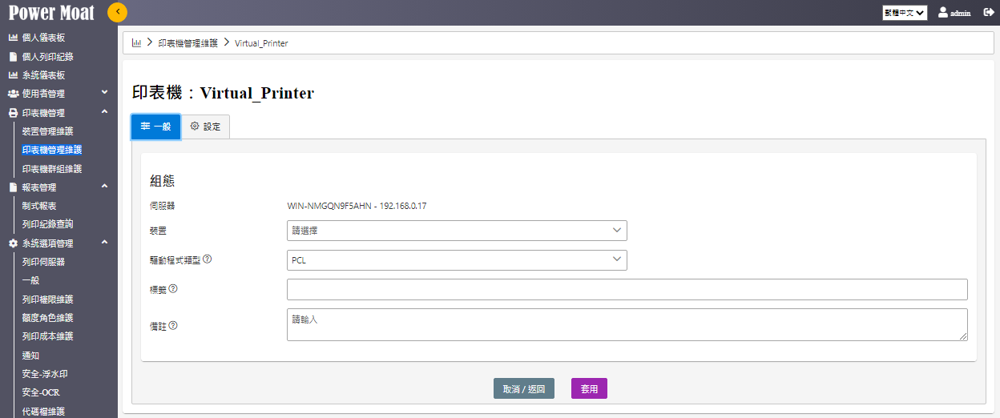 Power Moat
繁體中文
admin
個人儀表板
個人列印紀錄
系統儀表板
使用者管理
印表機管理
裝置管理維護
印表機管理維護
印表機群組維護
報表管理
制式報表
列印紀錄查詢
系統選項管理
列印伺服器
一般
列印權限維護
額度角色維護
列印成本維護
通知
安全-浮水印
安全-OCR
代碼檔維護
印表機管理維護 > Virtual_Printer
印表機：Virtual_Printer
一般 設定
組態
伺服器 WIN-NMGQN9F5AHN - 192.168.0.17
裝置 請選擇
驅動程式類型 PCL
標籤
備註 請輸入
取消 / 返回 套用